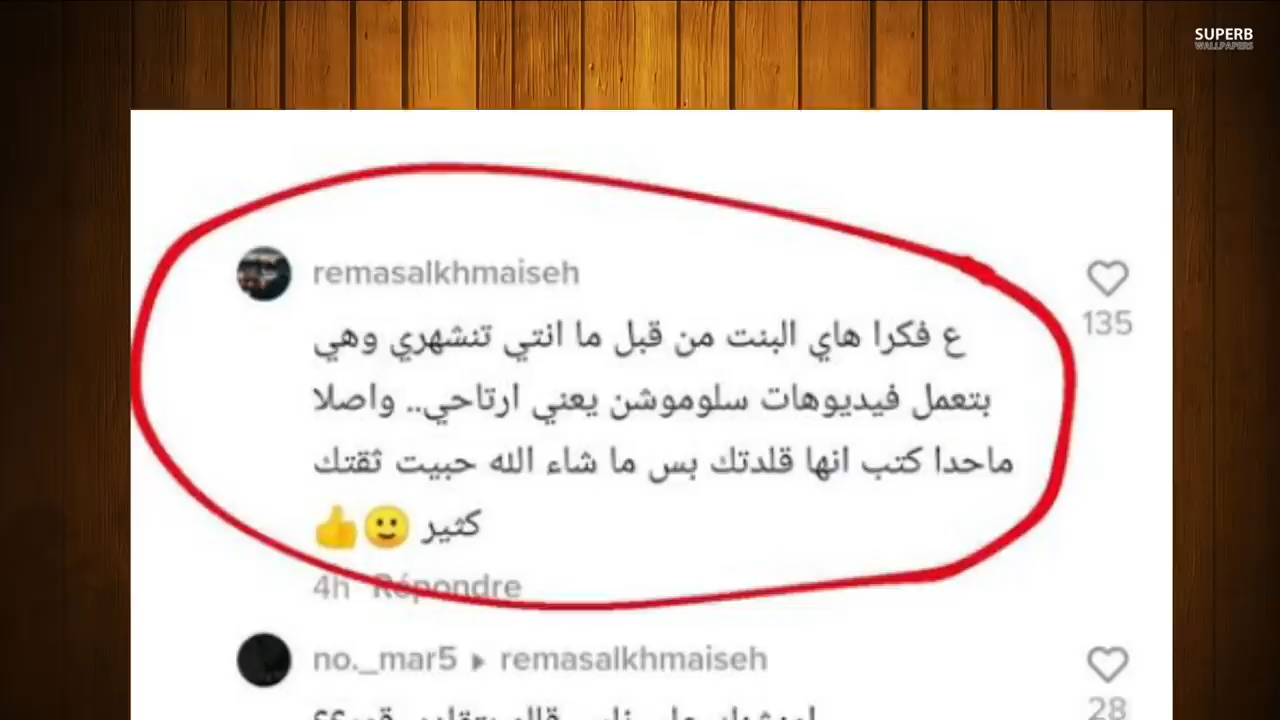 SUPERB
WALLPAPERS
remasalkhmaiseh
ع فكرا هاي البنت من قبل ما انتي تنشهري وهي
بتعمل فيديوهات سلوموشن يعني ارتاحي.. واصلا
ماحدا كتب انها قلدتك بس ما شاء الله حبيت ثقتك
كثير 🙂👍
135
4h Répondre
no._mar5 ▸ remasalkhmaiseh
28